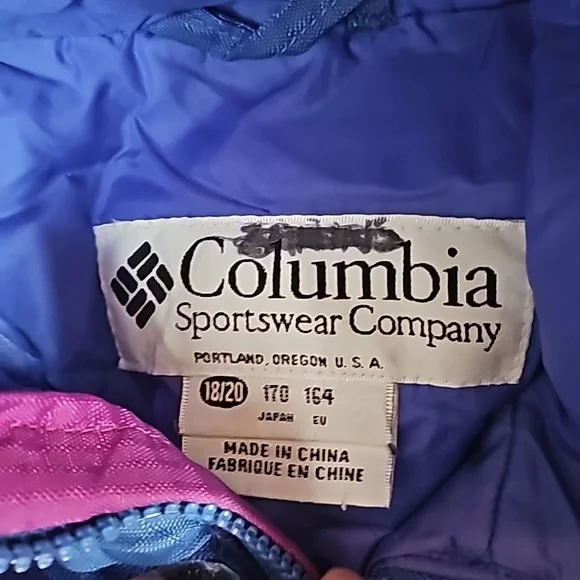 Columbia
Sportswear Company
PORTLAND, OREGON U.S.A.
18/20 170 164
JAPAN EU
MADE IN CHINA
FABRIQUE EN CHINE